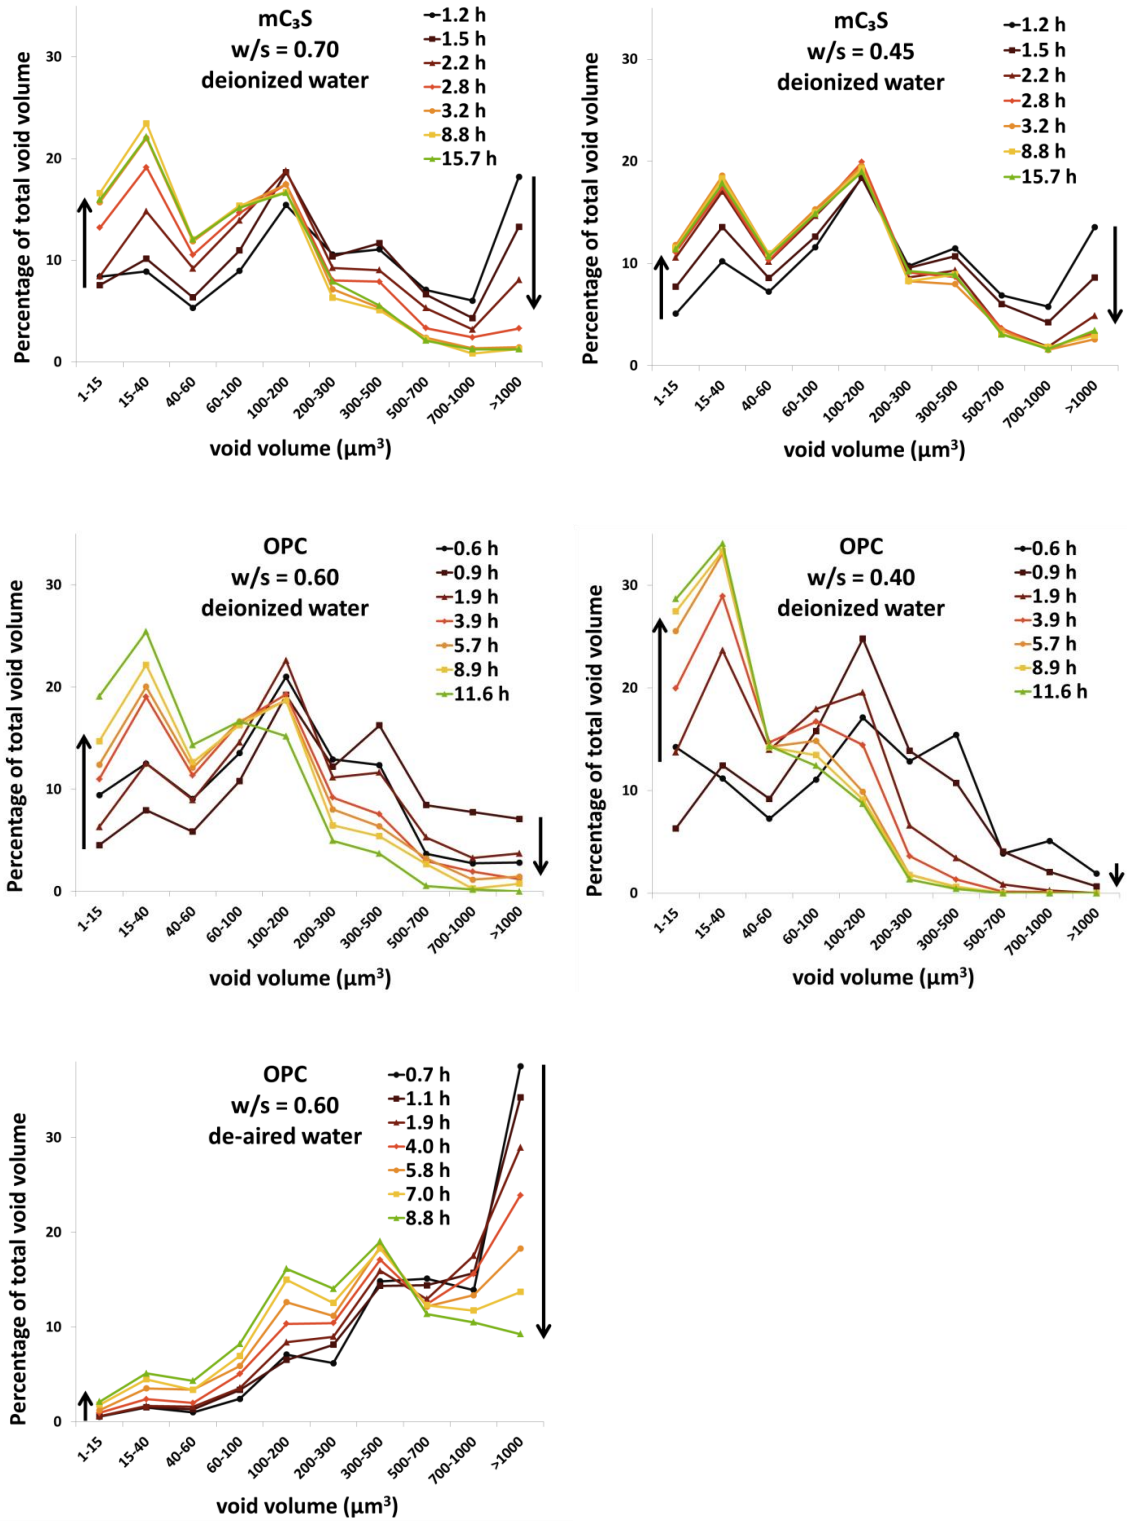 mC₃S
w/s = 0.70
deionized water
1.2 h
1.5 h
2.2 h
2.8 h
3.2 h
8.8 h
15.7 h
Percentage of total void volume
30
20
10
0
1-15
15-40
40-60
60-100
100-200
200-300
300-500
500-700
700-1000
>1000
void volume (µm³)
mC₃S
w/s = 0.45
deionized water
1.2 h
1.5 h
2.2 h
2.8 h
3.2 h
8.8 h
15.7 h
Percentage of total void volume
30
20
10
0
1-15
15-40
40-60
60-100
100-200
200-300
300-500
500-700
700-1000
>1000
void volume (µm³)
OPC
w/s = 0.60
deionized water
0.6 h
0.9 h
1.9 h
3.9 h
5.7 h
8.9 h
11.6 h
Percentage of total void volume
30
20
10
0
1-15
15-40
40-60
60-100
100-200
200-300
300-500
500-700
700-1000
>1000
void volume (µm³)
OPC
w/s = 0.40
deionized water
0.6 h
0.9 h
1.9 h
3.9 h
5.7 h
8.9 h
11.6 h
Percentage of total void volume
30
20
10
0
1-15
15-40
40-60
60-100
100-200
200-300
300-500
500-700
700-1000
>1000
void volume (µm³)
OPC
w/s = 0.60
de-aired water
0.7 h
1.1 h
1.9 h
4.0 h
5.8 h
7.0 h
8.8 h
Percentage of total void volume
30
20
10
0
1-15
15-40
40-60
60-100
100-200
200-300
300-500
500-700
700-1000
>1000
void volume (µm³)